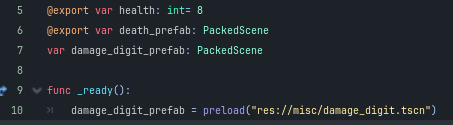 5 @export var health: int= 8
6 @export var death_prefab: PackedScene
7 var damage_digit_prefab: PackedScene
8
9 func _ready():
10 damage_digit_prefab = preload("res://misc/damage_digit.tscn")